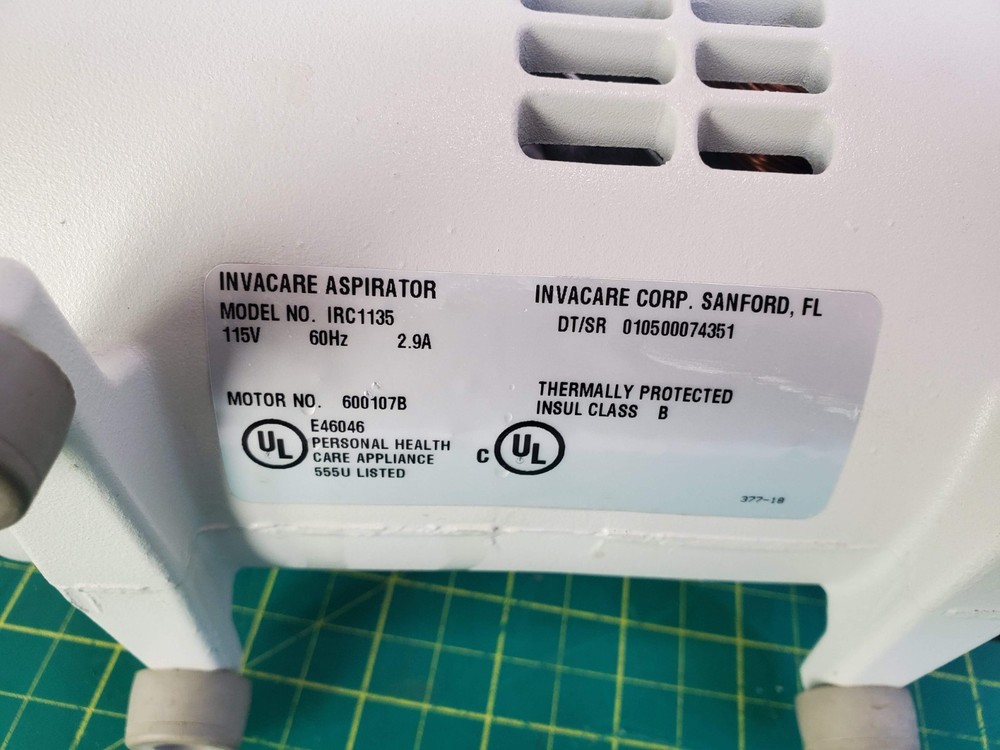 INVACARE ASPIRATOR
MODEL NO. IRC1135
115V 60Hz 2.9A
MOTOR NO. 600107B
UL
E46046
PERSONAL HEALTH
CARE APPLIANCE
555U LISTED
INVACARE CORP. SANFORD, FL
DT/SR 010500074351
THERMALLY PROTECTED
INSUL CLASS B
C UL
377-18